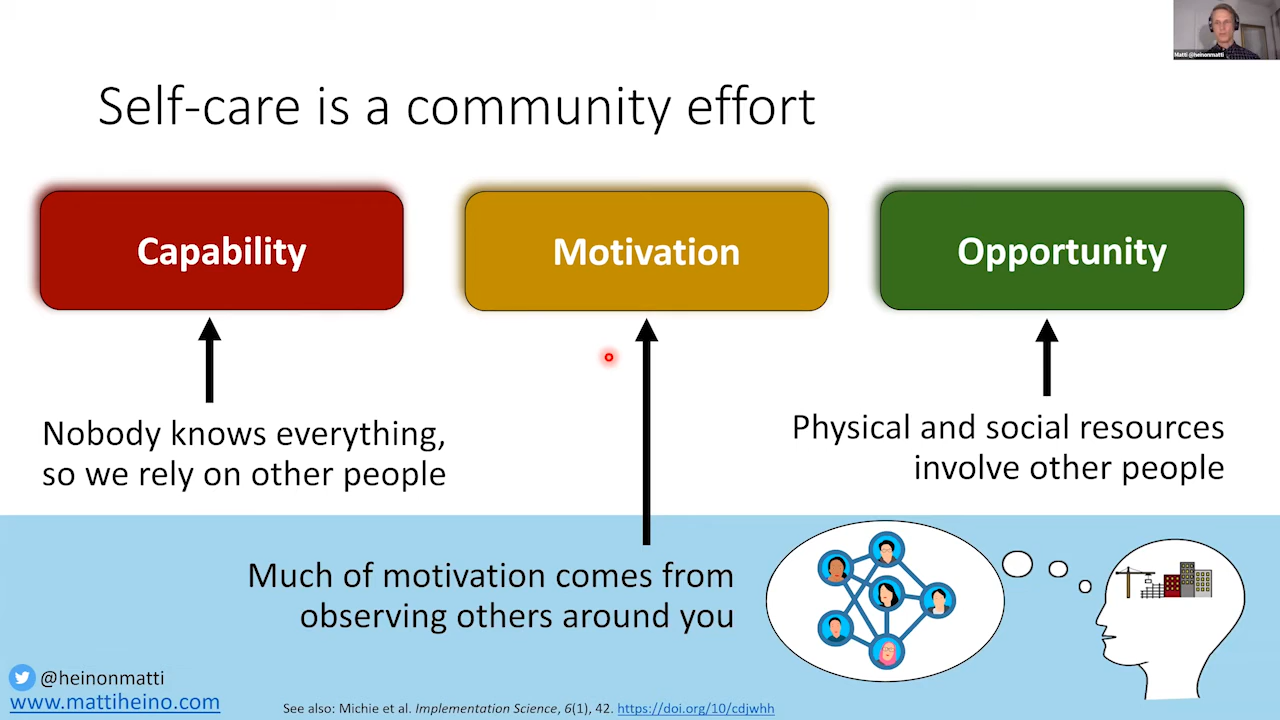 Matti @heinonmatti
Self-care is a community effort
Capability
Motivation
Opportunity
Nobody knows everything,
so we rely on other people
Physical and social resources
involve other people
Much of motivation comes from
observing others around you
@heinonmatti
www.mattiheino.com
See also: Michie et al. Implementation Science, 6(1), 42. https://doi.org/10/cdjwhh